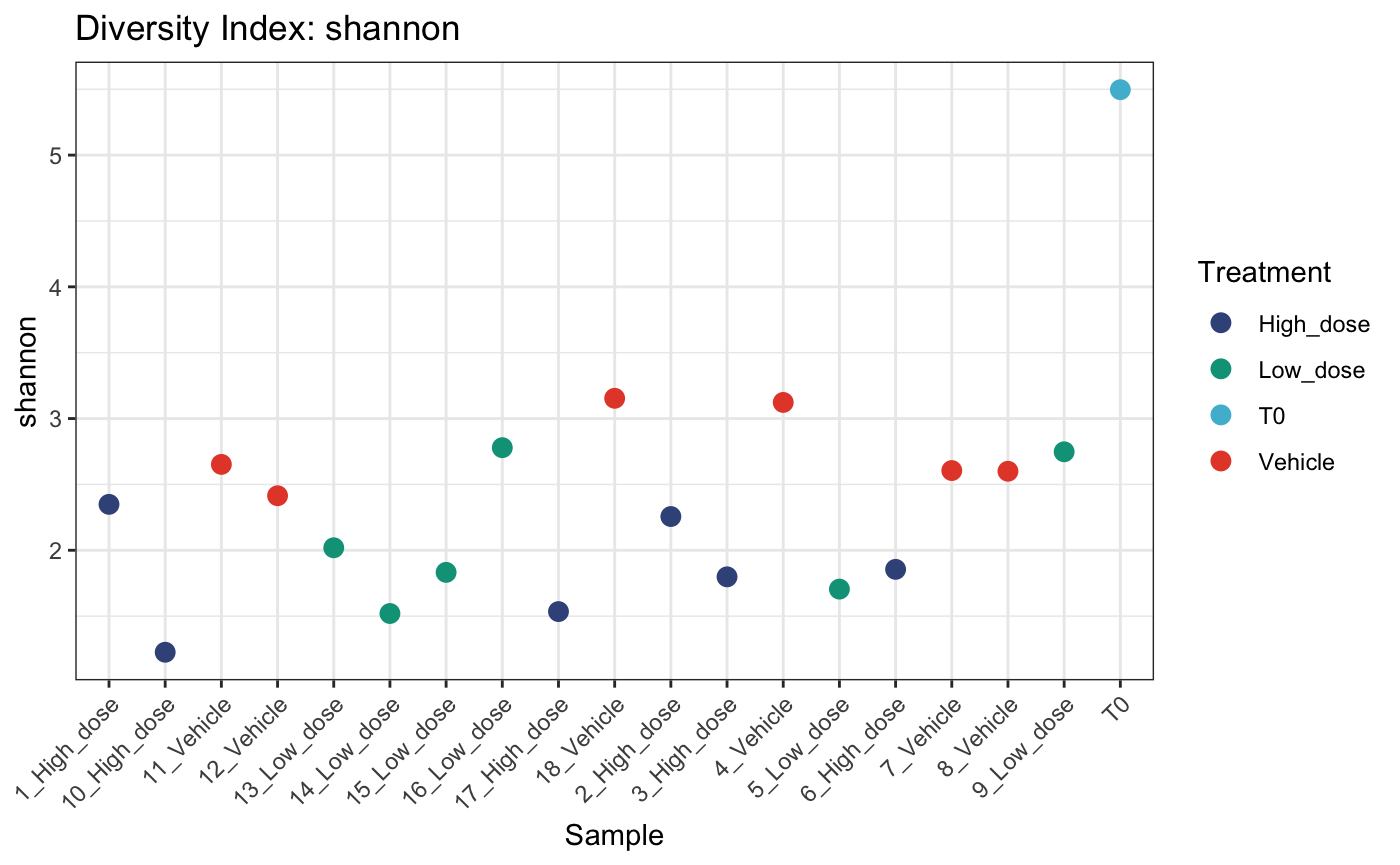 Diversity Index: shannon
shannon
5
4
3
2
1_High_dose
10_High_dose
11_Vehicle
12_Vehicle
13_Low_dose
14_Low_dose
15_Low_dose
16_Low_dose
17_High_dose
18_Vehicle
2_High_dose
3_High_dose
4_Vehicle
5_Low_dose
6_High_dose
7_Vehicle
8_Vehicle
9_Low_dose
T0
Sample
Treatment
High_dose
Low_dose
T0
Vehicle